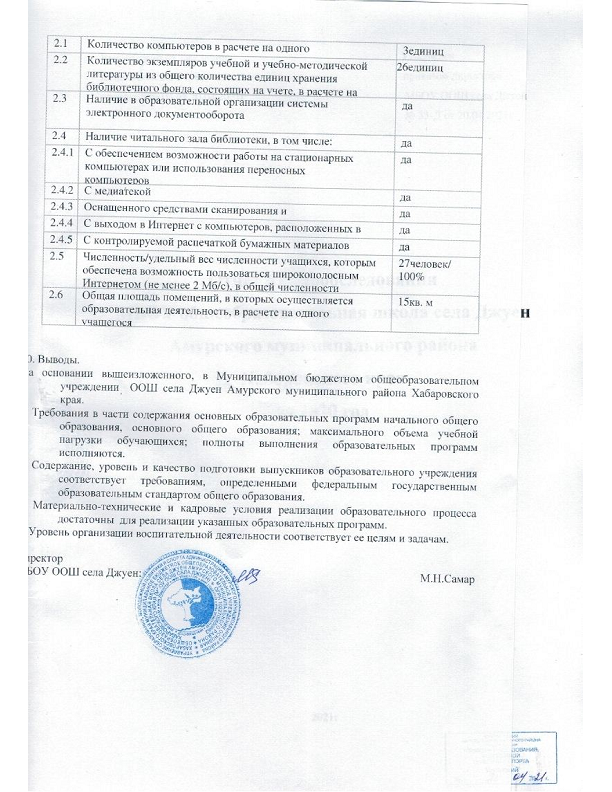 2.1 Количество компьютеров в расчете на одного 3единиц
2.2 Количество экземпляров учебной и учебно-методической 26единиц
литературы из общего количества единиц хранения
библиотечного фонда, состоящих на учете, в расчете на
2.3 Наличие в образовательной организации системы да
электронного документооборота
2.4 Наличие читального зала библиотеки, в том числе: да
2.4.1 С обеспечением возможности работы на стационарных да
компьютерах или использования переносных
компьютеров
2.4.2 С медиатекой да
2.4.3 Оснащенного средствами сканирования и да
2.4.4 С выходом в Интернет с компьютеров, расположенных в да
2.4.5 С контролируемой распечаткой бумажных материалов да
2.5 Численность/удельный вес численности учащихся, которым 27человек/
обеспечена возможность пользоваться широкополосным 100%
Интернетом (не менее 2 Мб/с), в общей численности
2.6 Общая площадь помещений, в которых осуществляется 15кв. м
образовательная деятельность, в расчете на одного
учащегося
0. Выводы.
а основании вышеизложенного, в Муниципальном бюджетном общеобразовательном
учреждении ООШ села Джуен Амурского муниципального района Хабаровского
края.
Требования в части содержания основных образовательных программ начального общего
образования, основного общего образования; максимального объема учебной
нагрузки обучающихся; полноты выполнения образовательных программ
исполняются.
Содержание, уровень и качество подготовки выпускников образовательного учреждения
соответствует требованиям, определенными федеральным государственным
образовательным стандартом общего образования.
Материально-технические и кадровые условия реализации образовательного процесса
достаточны для реализации указанных образовательных программ.
Уровень организации воспитательной деятельности соответствует ее целям и задачам.
иректор
БОУ ООШ села Джуен: М.Н.Самар
Амурского муниципального района
н
2021г.